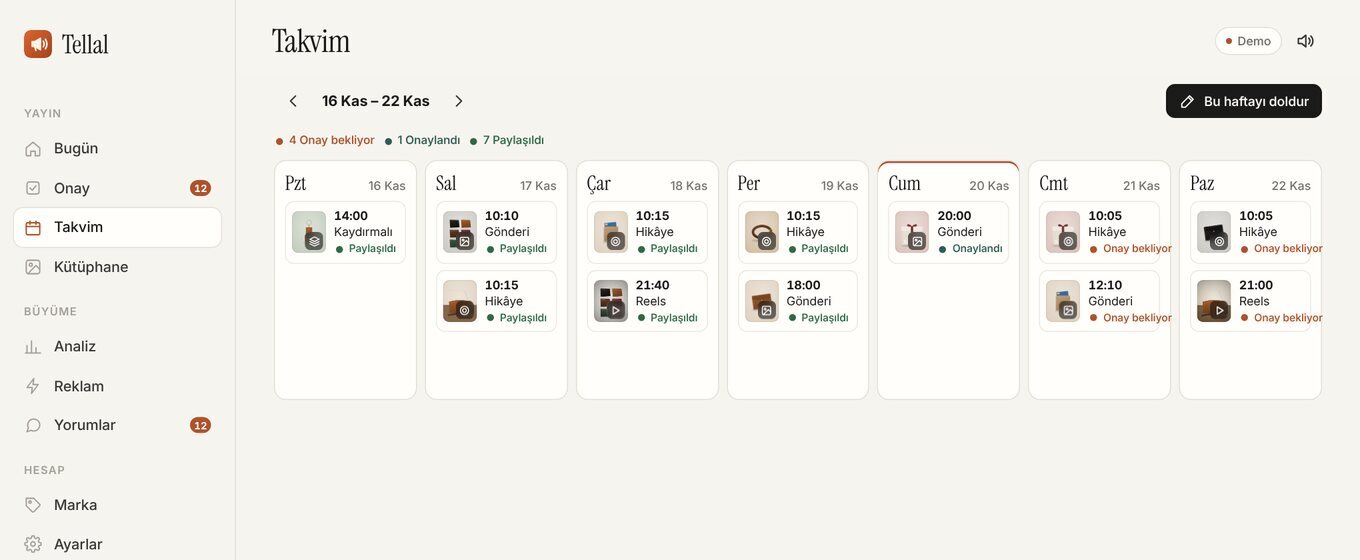 Tellal
Takvim
Demo
YAYIN
Bugün
Onay 12
Takvim
Kütüphane
BÜYÜME
Analiz
Reklam
Yorumlar 12
HESAP
Marka
Ayarlar
16 Kas – 22 Kas
Bu haftayı doldur
4 Onay bekliyor 1 Onaylandı 7 Paylaşıldı
Pzt 16 Kas
14:00
Kaydırmalı
Paylaşıldı
Sal 17 Kas
10:10
Gönderi
Paylaşıldı
10:15
Hikâye
Paylaşıldı
Çar 18 Kas
10:15
Hikâye
Paylaşıldı
21:40
Reels
Paylaşıldı
Per 19 Kas
10:15
Hikâye
Paylaşıldı
18:00
Gönderi
Paylaşıldı
Cum 20 Kas
20:00
Gönderi
Onaylandı
Cmt 21 Kas
10:05
Hikâye
Onay bekliyor
12:10
Gönderi
Onay bekliyor
Paz 22 Kas
10:05
Hikâye
Onay bekliyor
21:00
Reels
Onay bekliyor